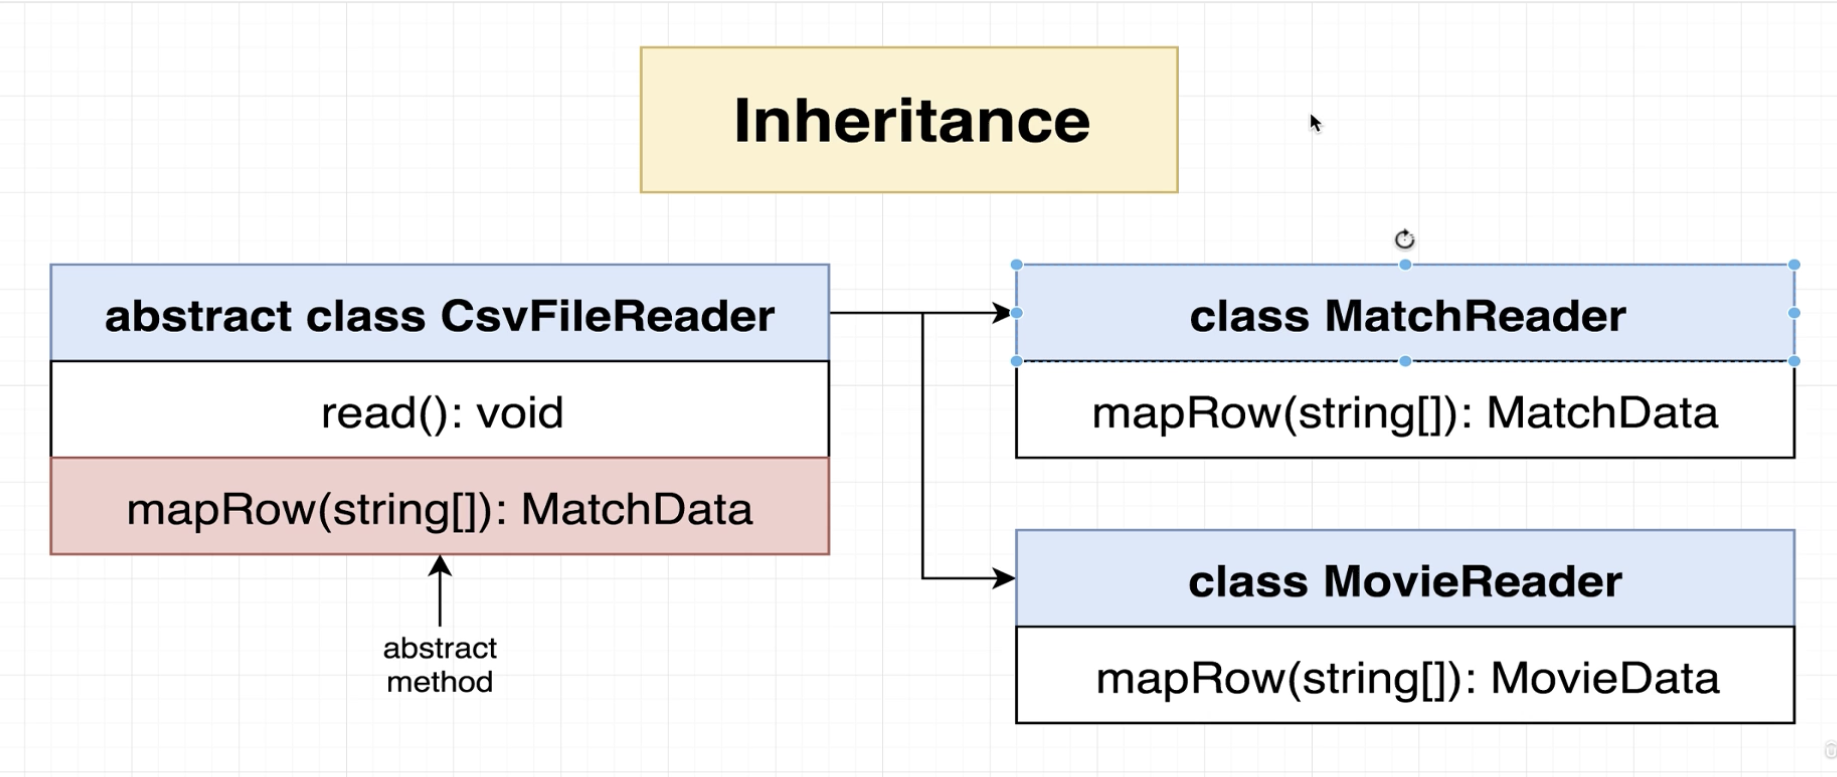 Inheritance
abstract class CsvFileReader
read(): void
mapRow(string[]): MatchData
abstract
method
class MatchReader
mapRow(string[]): MatchData
class MovieReader
mapRow(string[]): MovieData